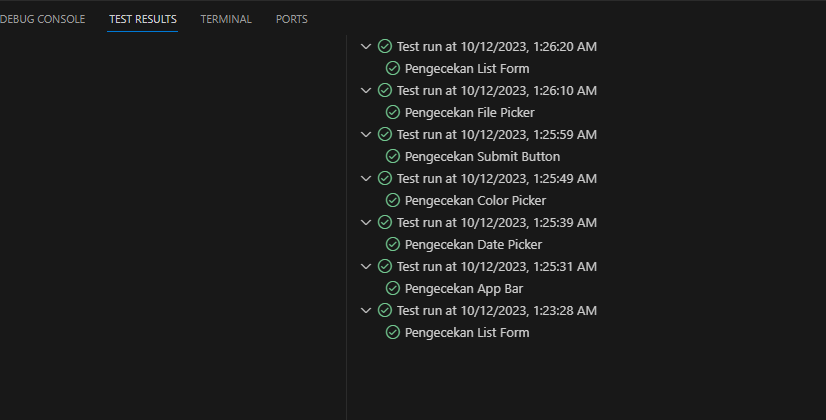 DEBUG CONSOLE TEST RESULTS TERMINAL PORTS
Test run at 10/12/2023, 1:26:20 AM
Pengecekan List Form
Test run at 10/12/2023, 1:26:10 AM
Pengecekan File Picker
Test run at 10/12/2023, 1:25:59 AM
Pengecekan Submit Button
Test run at 10/12/2023, 1:25:49 AM
Pengecekan Color Picker
Test run at 10/12/2023, 1:25:39 AM
Pengecekan Date Picker
Test run at 10/12/2023, 1:25:31 AM
Pengecekan App Bar
Test run at 10/12/2023, 1:23:28 AM
Pengecekan List Form